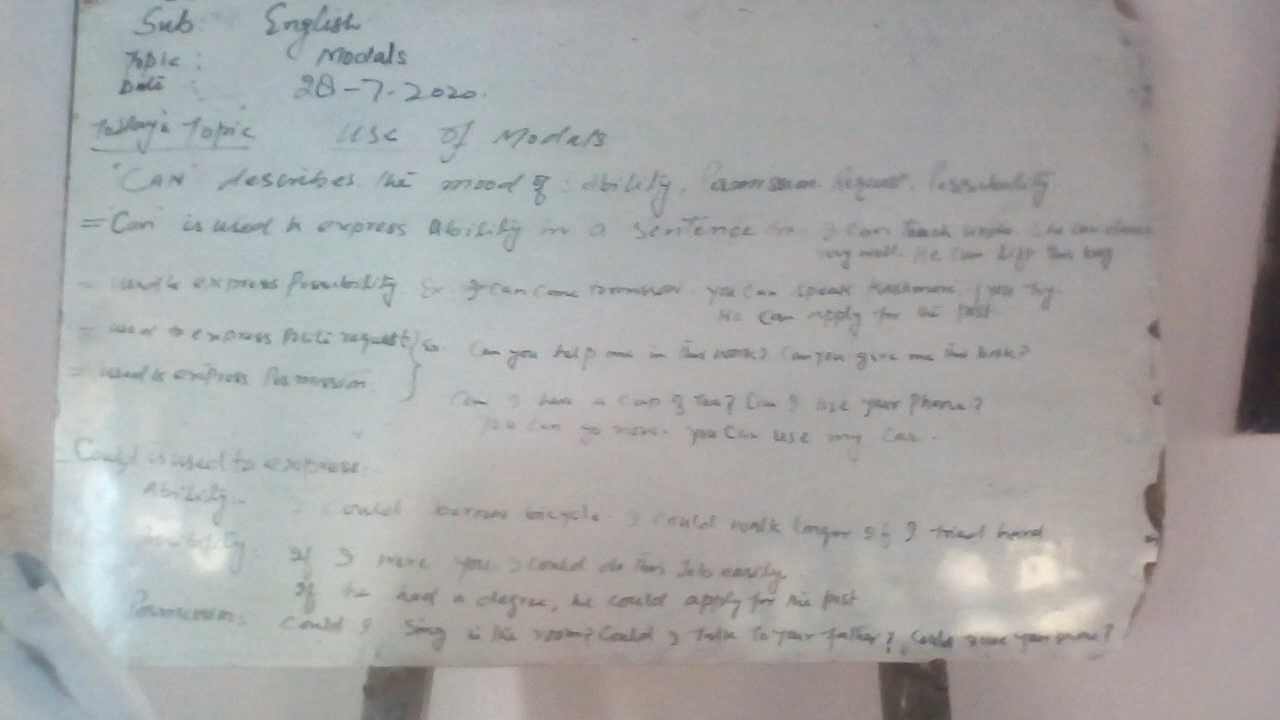 Sub: English
Topic: Modals
Date: 28-7-2020.
Today's Topic Use of Modals
"CAN" describes the mood of: Ability, Permission, Request, Possibility
= "Can" is used to express Ability in a sentence I can Teach She can dance
very well. He can lift this bag
= used to express Possibility. Ex. I can come tomorrow. you can speak Kashmiri if you try.
He can apply for the post.
= used to express Polite request } Ex. Can you help me in this work? Can you give me this book?
= used to express Permission.
Can I have a cup of Tea? Can I use your Phone?
You can go now. you can use my car.
Could is used to express.
Ability - I could borrow bicycle. I could walk longer if I tried hard
If I were you I could do this Job easily.
If he had a degree, he could apply for the post
Permission. Could I sing in the room? Could I Talk To your father? Could I use your phone?